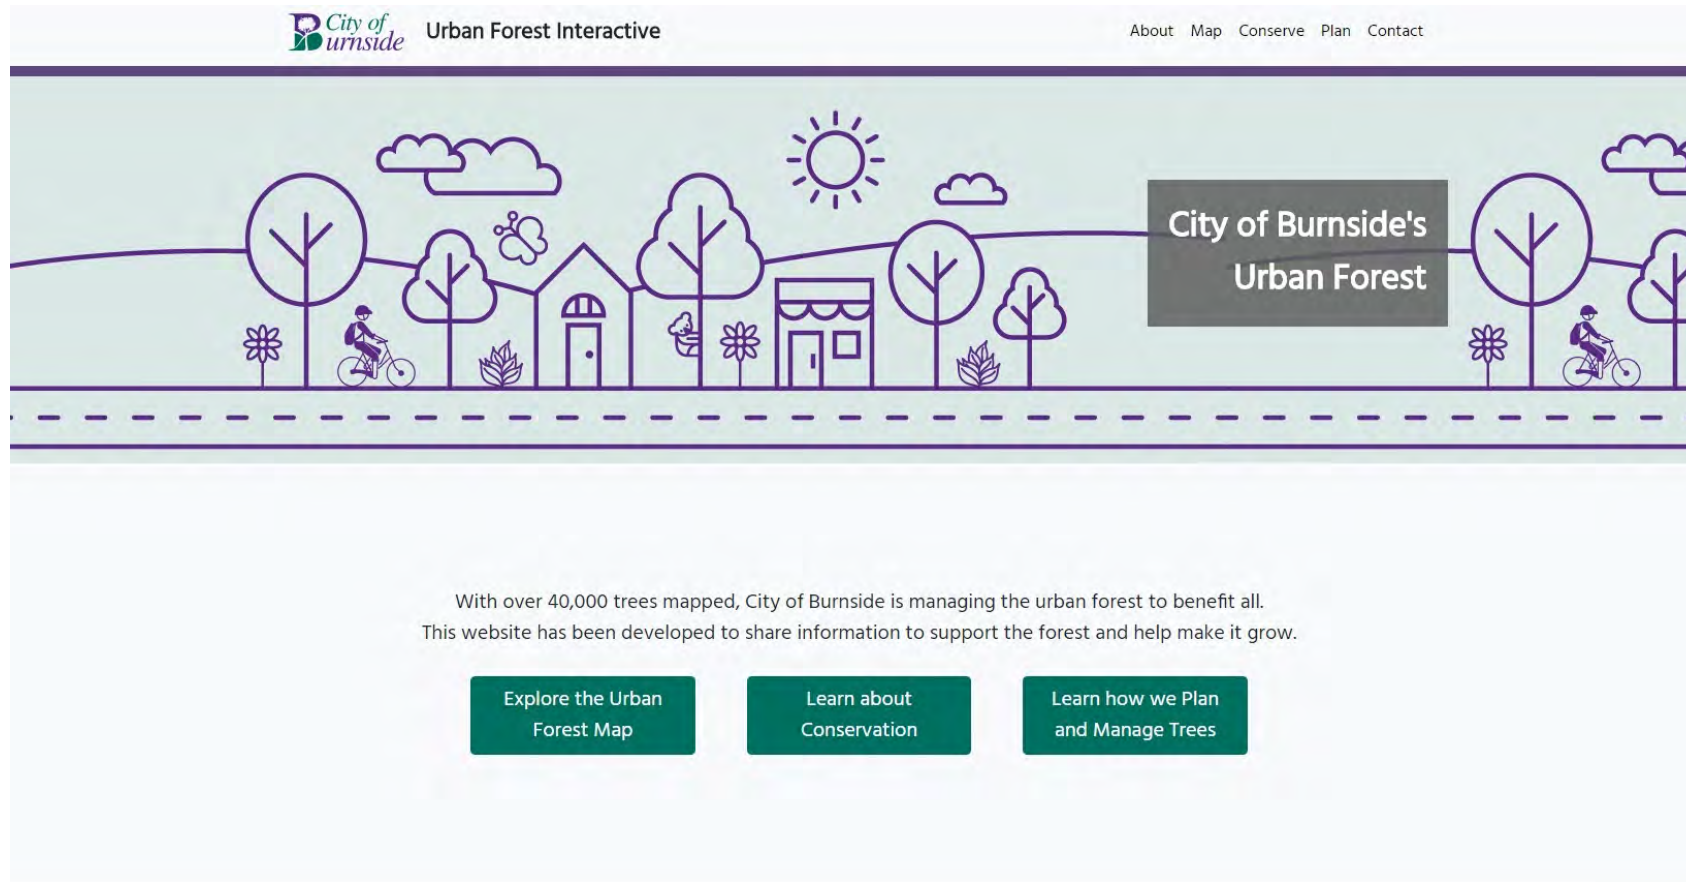 City of
Burnside
Urban Forest Interactive
About Map Conserve Plan Contact
City of Burnside's
Urban Forest
With over 40,000 trees mapped, City of Burnside is managing the urban forest to benefit all.
This website has been developed to share information to support the forest and help make it grow.
Explore the Urban
Forest Map
Learn about
Conservation
Learn how we Plan
and Manage Trees